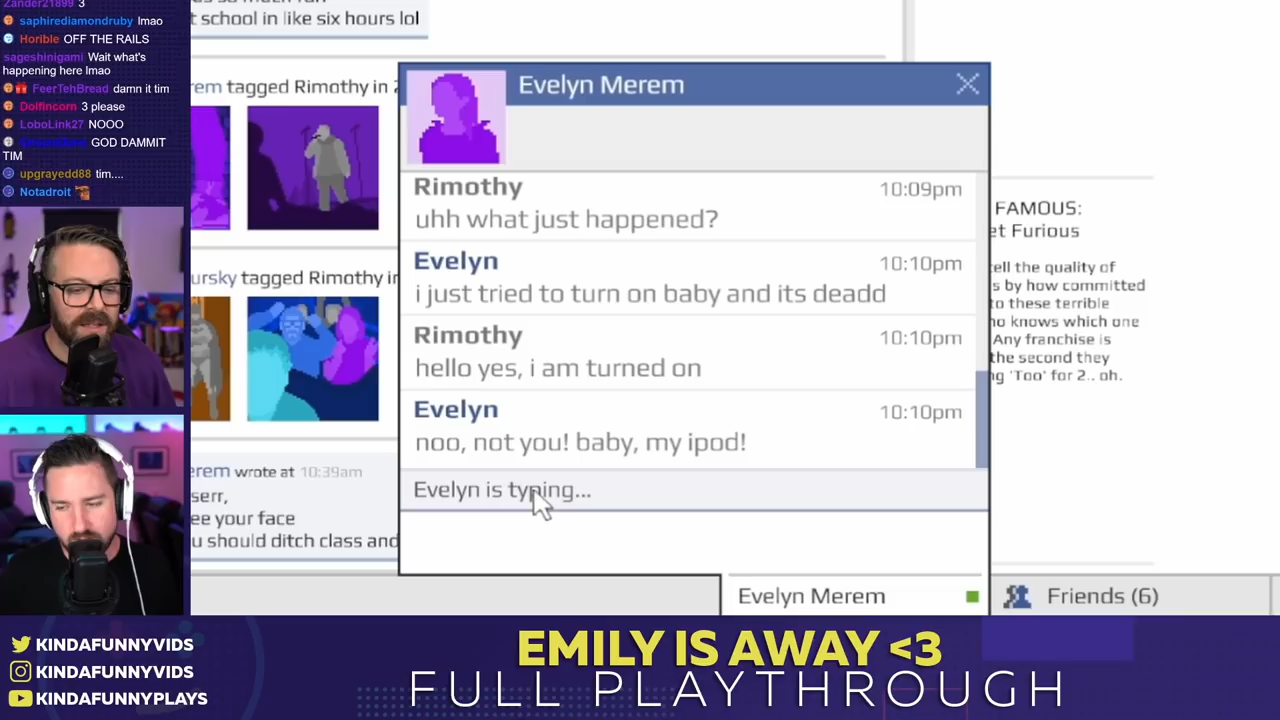 Zander21899 3
saphirediamondruby lmao
Horible OFF THE RAILS
sageshinigami Wait what's
happening here lmao
FeerTehBread damn it tim
Dolfincorn 3 please
LoboLink27 NOOO
GOD DAMMIT
TIM
upgrayedd88 tim....
Notadroit
t school in like six hours lol
rem tagged Rimothy in 2
ursky tagged Rimothy in
erem wrote at 10:39am
serr,
ee your face
u should ditch class and
Evelyn Merem
Rimothy 10:09pm
uhh what just happened?
Evelyn 10:10pm
i just tried to turn on baby and its deadd
Rimothy 10:10pm
hello yes, i am turned on
Evelyn 10:10pm
noo, not you! baby, my ipod!
Evelyn is typing...
FAMOUS:
et Furious
tell the quality of
s by how committed
to these terrible
ho knows which one
Any franchise is
the second they
ng 'Too' for 2.. oh.
Evelyn Merem
Friends (6)
KINDAFUNNYVIDS
KINDAFUNNYVIDS
KINDAFUNNYPLAYS
EMILY IS AWAY <3
FULL PLAYTHROUGH